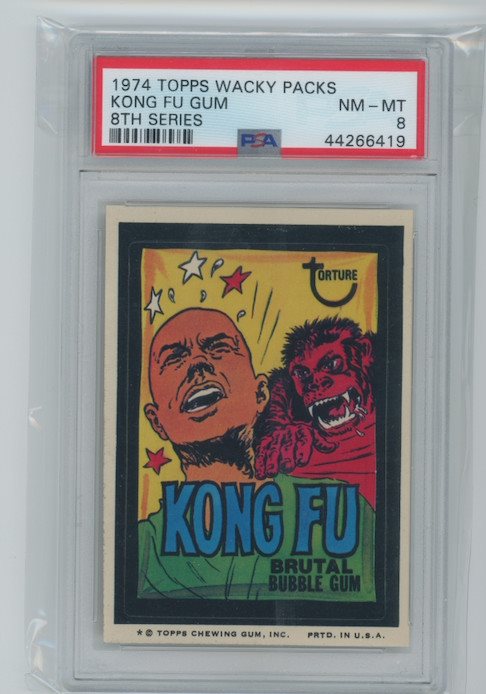 1974 TOPPS WACKY PACKS
KONG FU GUM NM - MT
8TH SERIES 8
PSA 44266419
TORTURE
KONG FU
BRUTAL
BUBBLE GUM
* © TOPPS CHEWING GUM, INC. PRTD. IN U.S.A.